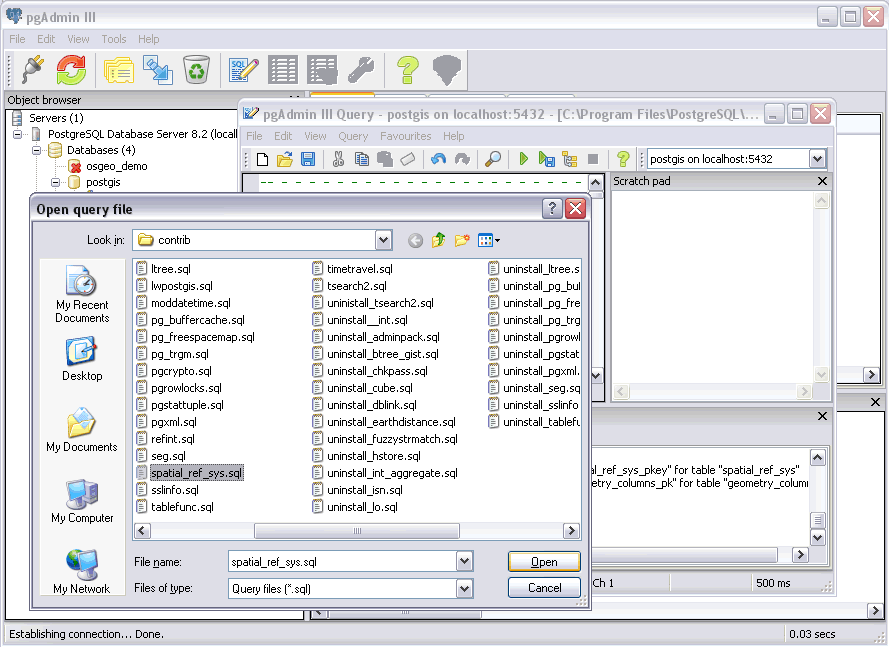 pgAdmin III
File Edit View Tools Help
SQL
Object browser
Servers (1)
PostgreSQL Database Server 8.2 (local
Databases (4)
osgeo_demo
postgis
pgAdmin III Query - postgis on localhost:5432 - [C:\Program Files\PostgreSQL\...
File Edit View Query Favourites Help
postgis on localhost:5432
-- - - - - - - - - - - - - - - - - - - - - - - -
Scratch pad
Open query file
Look in: contrib
My Recent Documents
Desktop
My Documents
My Computer
My Network
ltree.sql
lwpostgis.sql
moddatetime.sql
pg_buffercache.sql
pg_freespacemap.sql
pg_trgm.sql
pgcrypto.sql
pgrowlocks.sql
pgstattuple.sql
pgxml.sql
refint.sql
seg.sql
spatial_ref_sys.sql
sslinfo.sql
tablefunc.sql
timetravel.sql
tsearch2.sql
uninistall_tsearch2.sql
uninstall__int.sql
uninstall_adminpack.sql
uninstall_btree_gist.sql
uninstall_chkpass.sql
uninstall_cube.sql
uninstall_dblink.sql
uninstall_earthdistance.sql
uninstall_fuzzystrmatch.sql
uninstall_hstore.sql
uninstall_int_aggregate.sql
uninstall_isn.sql
uninstall_lo.sql
uninstall_ltree.s
uninstall_pg_bu
uninstall_pg_fre
uninstall_pg_trg
uninstall_pgrowl
uninstall_pgstat
uninstall_pgxml.
uninstall_seg.sq
uninstall_sslinfo
uninstall_tablefu
File name: spatial_ref_sys.sql
Open
Files of type: Query files (*.sql)
Cancel
al_ref_sys_pkey" for table "spatial_ref_sys"
etry_columns_pk" for table "geometry_colum
Ch 1
500 ms
Establishing connection... Done.
0.03 secs